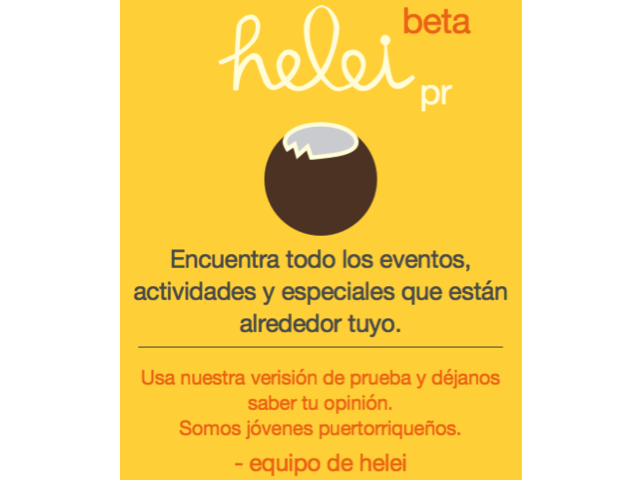 helei beta
pr
Encuentra todo los eventos,
actividades y especiales que están
alrededor tuyo.
Usa nuestra verisión de prueba y déjanos
saber tu opinión.
Somos jóvenes puertorriqueños.
- equipo de helei